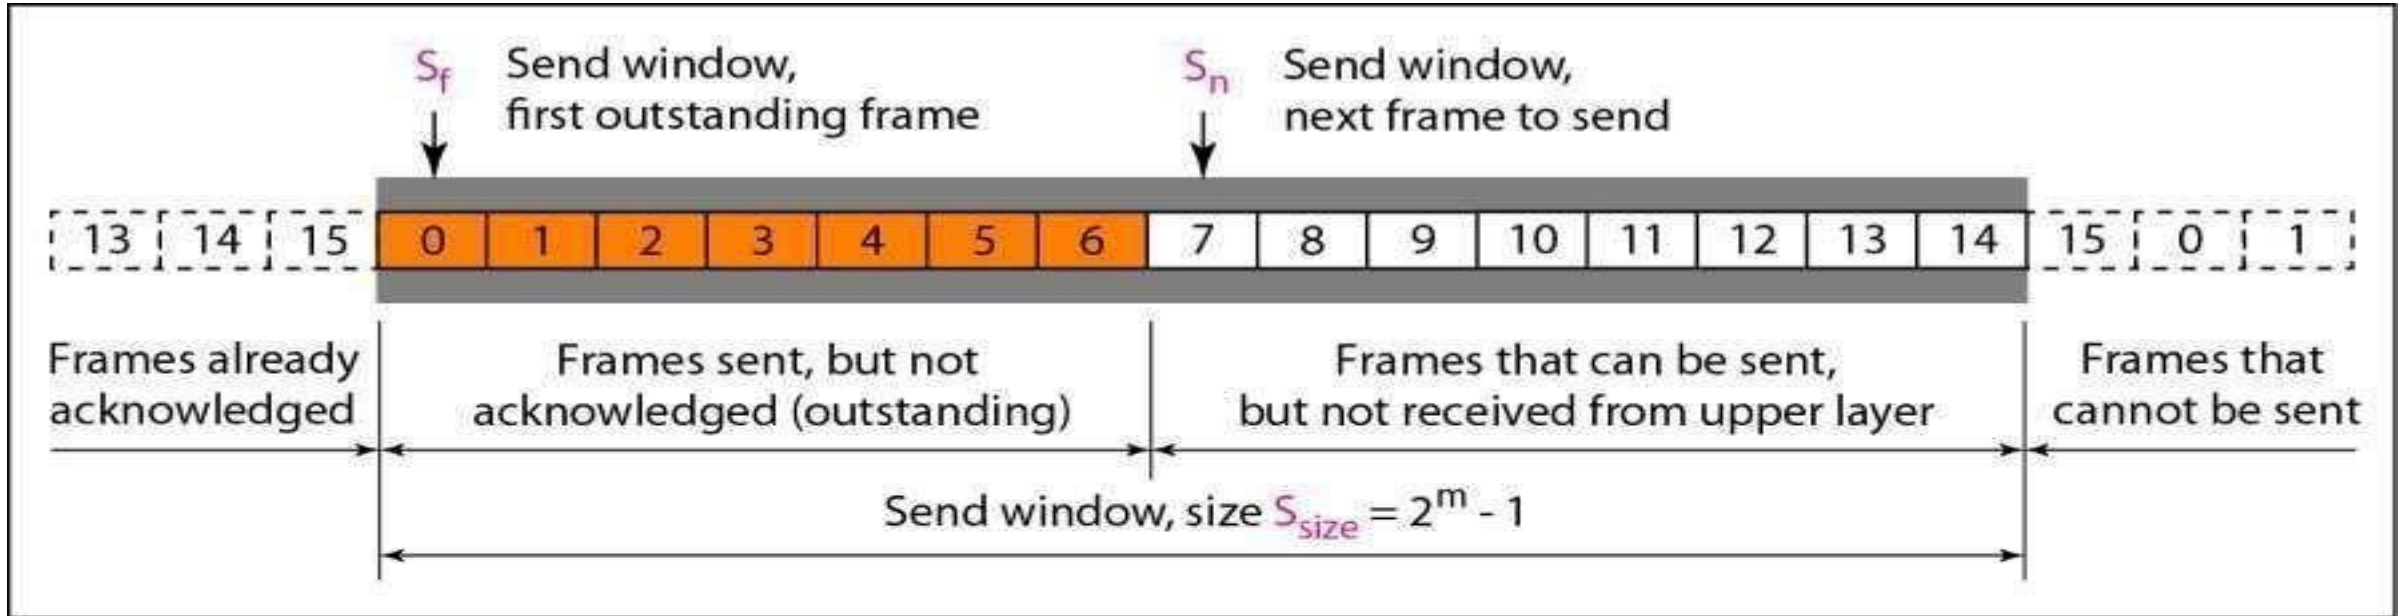 Sf Send window, Sn Send window,
first outstanding frame next frame to send
13 14 15 0 1 2 3 4 5 6 7 8 9 10 11 12 13 14 15 0 1
Frames already Frames sent, but not Frames that can be sent, Frames that
acknowledged acknowledged (outstanding) but not received from upper layer cannot be sent
Send window, size Ssize = 2^m - 1